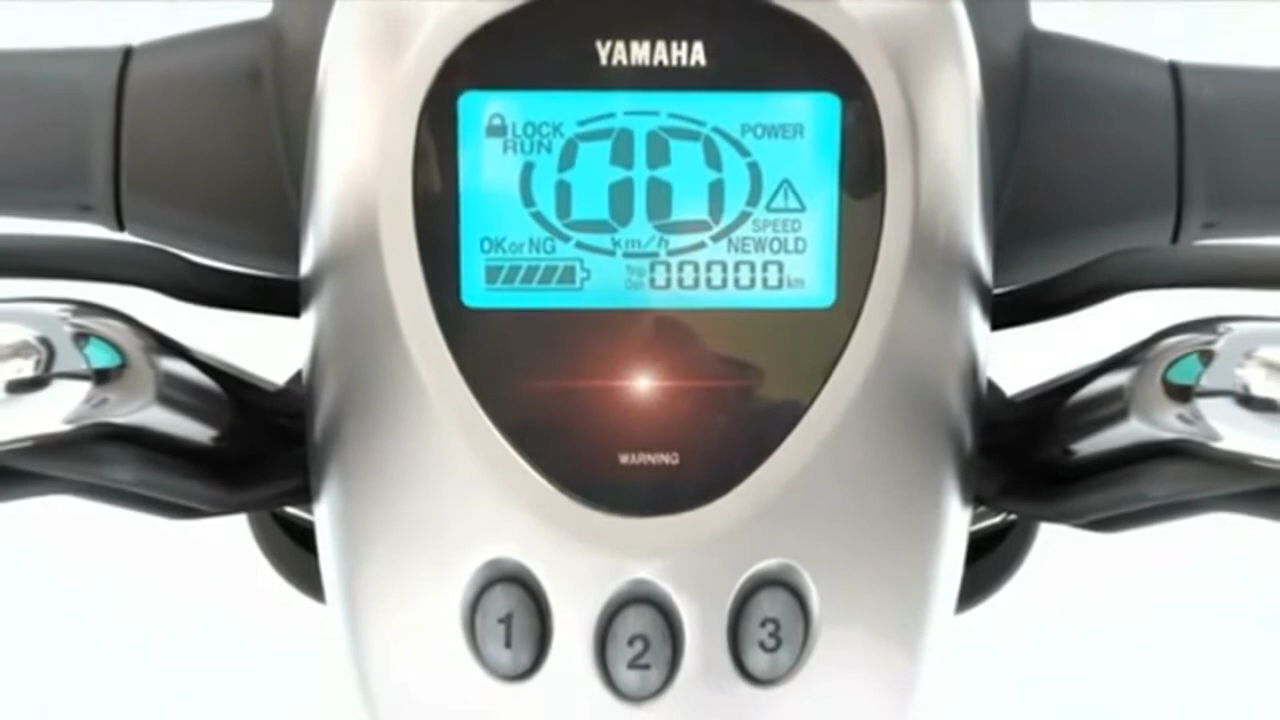 YAMAHA
LOCK
RUN
POWER
00
SPEED
km/h
OK or NG
NEWOLD
00000 km
WARNING
1
2
3